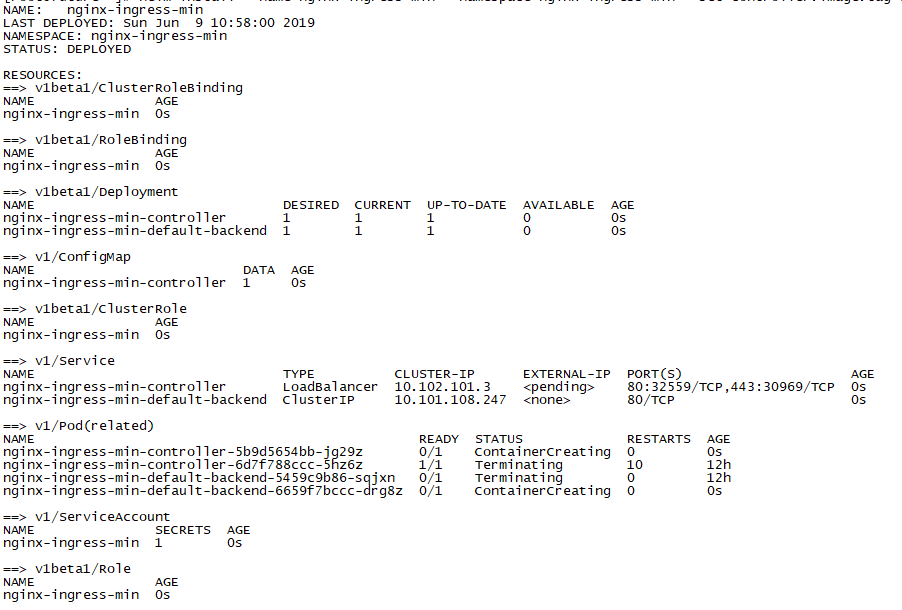 NAME:   nginx-ingress-min
LAST DEPLOYED: Sun Jun  9 10:58:00 2019
NAMESPACE: nginx-ingress-min
STATUS: DEPLOYED
RESOURCES:
==> v1beta1/ClusterRoleBinding
NAME               AGE
nginx-ingress-min  0s
==> v1beta1/RoleBinding
NAME               AGE
nginx-ingress-min  0s
==> v1beta1/Deployment
NAME                               DESIRED  CURRENT  UP-TO-DATE  AVAILABLE  AGE
nginx-ingress-min-controller       1        1        1           0          0s
nginx-ingress-min-default-backend  1        1        1           0          0s
==> v1/ConfigMap
NAME                          DATA  AGE
nginx-ingress-min-controller  1     0s
==> v1beta1/ClusterRole
NAME               AGE
nginx-ingress-min  0s
==> v1/Service
NAME                               TYPE          CLUSTER-IP      EXTERNAL-IP  PORT(S)                     AGE
nginx-ingress-min-controller       LoadBalancer  10.102.101.3    <pending>    80:32559/TCP,443:30969/TCP  0s
nginx-ingress-min-default-backend  ClusterIP     10.101.108.247  <none>       80/TCP                      0s
==> v1/Pod(related)
NAME                                                READY  STATUS             RESTARTS  AGE
nginx-ingress-min-controller-5b9d5654bb-jg29z       0/1    ContainerCreating  0         0s
nginx-ingress-min-controller-6d7f788ccc-5hz6z       1/1    Terminating        10        12h
nginx-ingress-min-default-backend-5459c9b86-sqjxn   0/1    Terminating        0         12h
nginx-ingress-min-default-backend-6659f7bccc-drg8z  0/1    ContainerCreating  0         0s
==> v1/ServiceAccount
NAME               SECRETS  AGE
nginx-ingress-min  1        0s
==> v1beta1/Role
NAME               AGE
nginx-ingress-min  0s